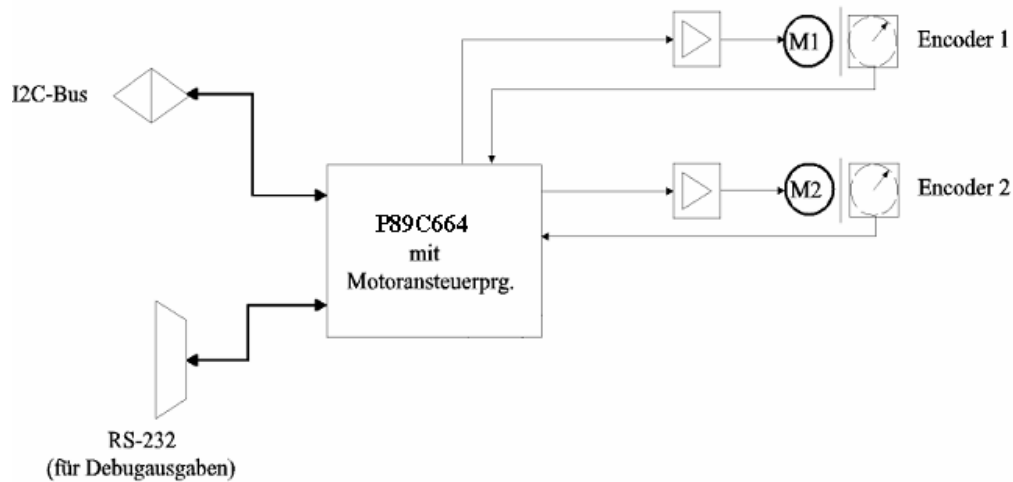 M1
Encoder 1
I2C-Bus
M2
Encoder 2
P89C664
mit
Motoransteuerprg.
RS-232
(für Debugausgaben)